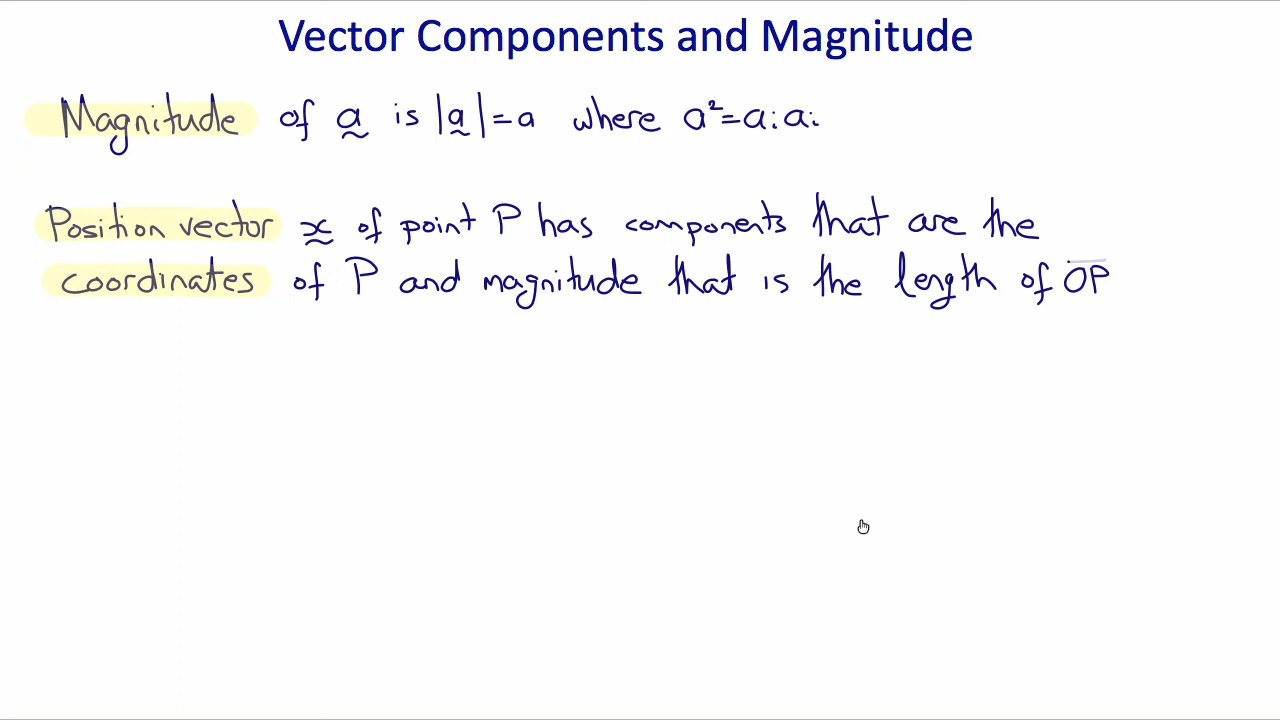 Vector Components and Magnitude
Magnitude of a̰ is |a̰| = a where a² = aᵢaᵢ
Position vector x̰ of point P has components that are the
coordinates of P and magnitude that is the length of O̅P̅